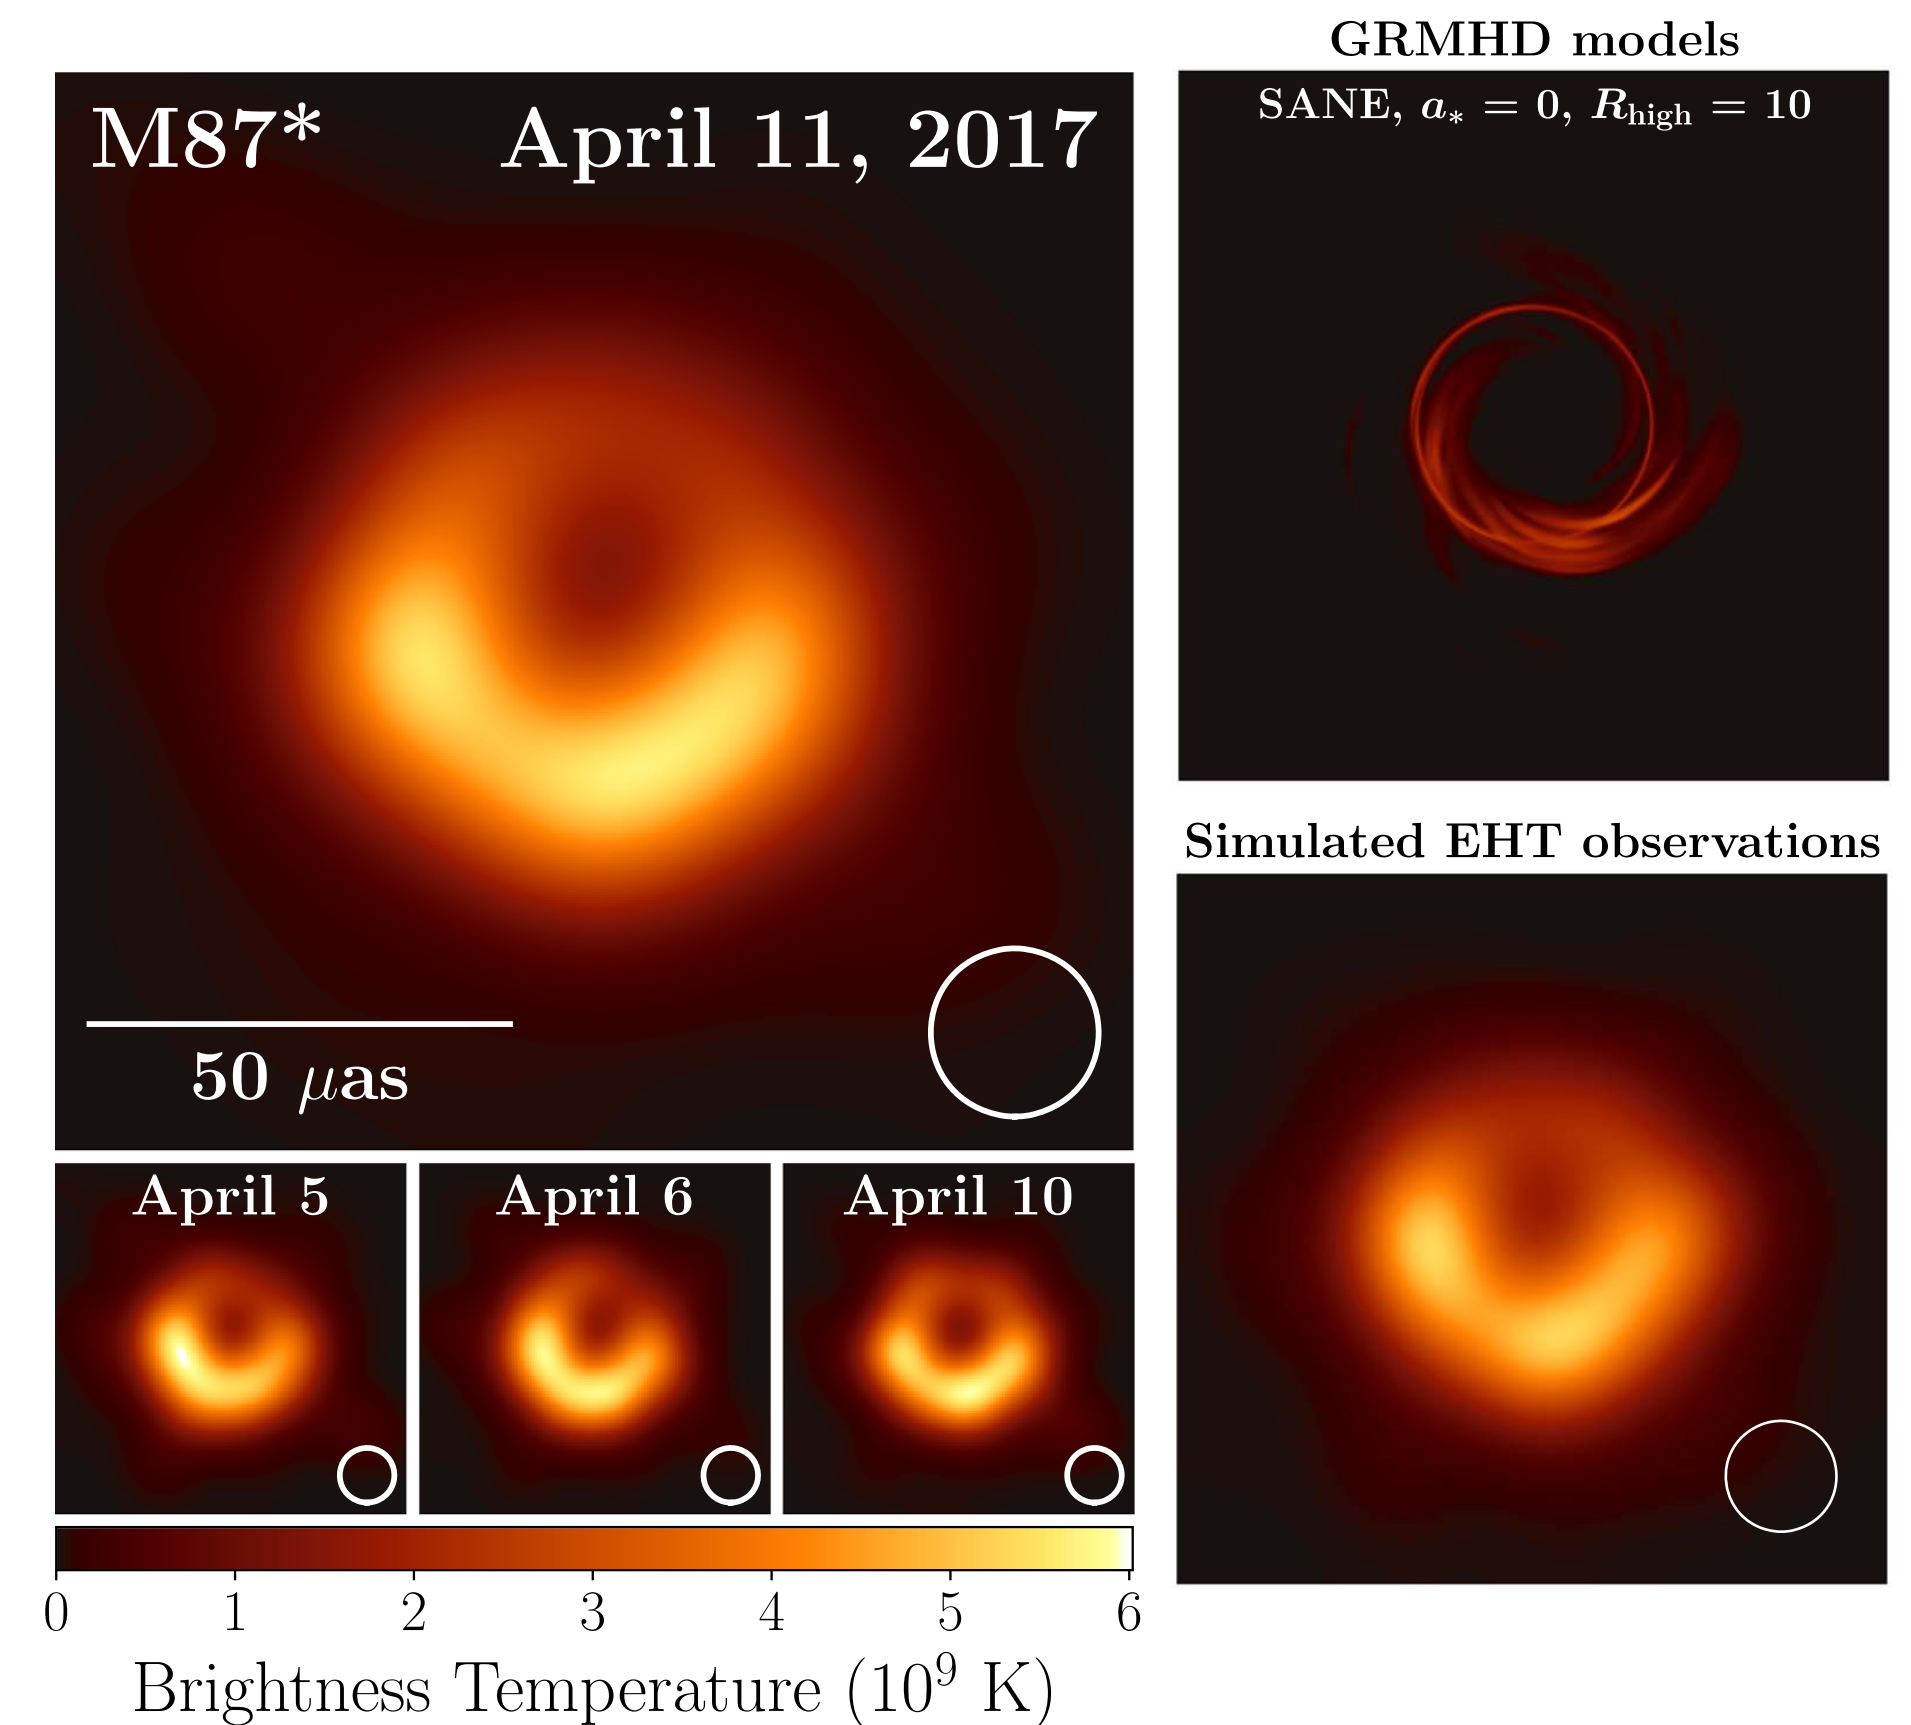 M87* April 11, 2017
50 μas
April 5 April 6 April 10
0 1 2 3 4 5 6
Brightness Temperature (10⁹ K)
GRMHD models
SANE, a* = 0, Rhigh = 10
Simulated EHT observations